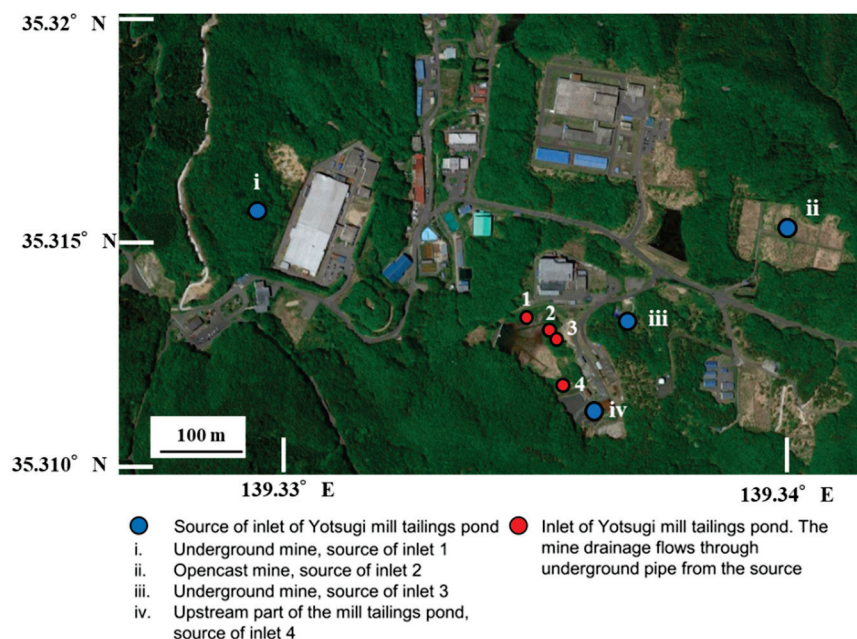 35.32° N
i
ii
35.315° N
1
2
3
iii
4
iv
100 m
35.310° N
139.33° E
139.34° E
Source of inlet of Yotsugi mill tailings pond
i. Underground mine, source of inlet 1
ii. Opencast mine, source of inlet 2
iii. Underground mine, source of inlet 3
iv. Upstream part of the mill tailings pond,
source of inlet 4
Inlet of Yotsugi mill tailings pond. The
mine drainage flows through
underground pipe from the source